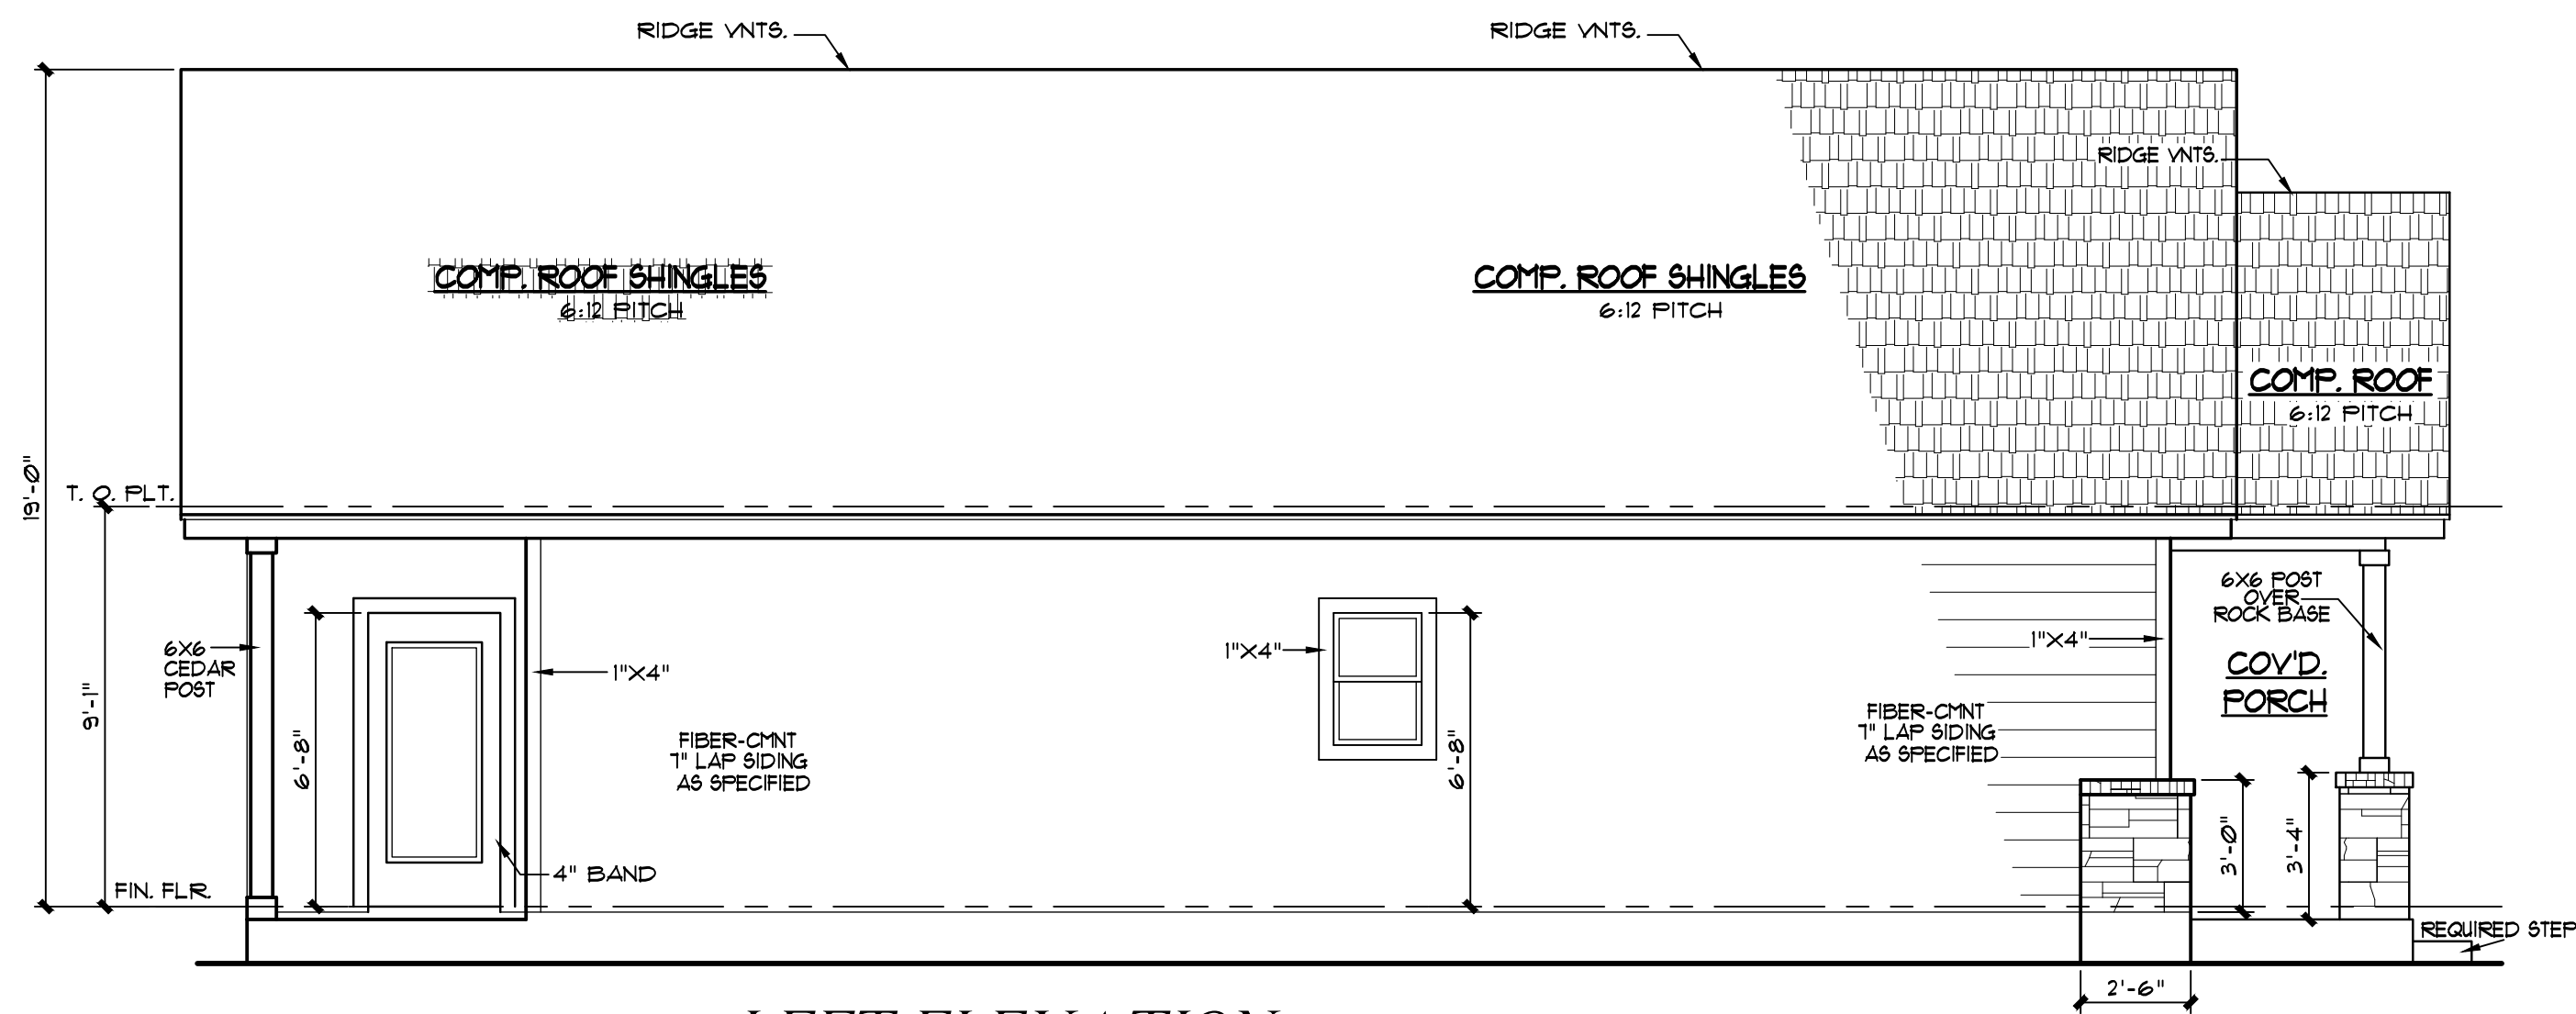 RIDGE VNTS.
RIDGE VNTS.
RIDGE VNTS.
COMP. ROOF SHINGLES
6:12 PITCH
COMP. ROOF SHINGLES
6:12 PITCH
COMP. ROOF
6:12 PITCH
19'-0"
T. O. PLT.
9'-1"
FIN. FLR.
6X6
CEDAR
POST
6'-8"
1"X4"
4" BAND
FIBER-CMNT
7" LAP SIDING
AS SPECIFIED
1"X4"
6'-8"
FIBER-CMNT
7" LAP SIDING
AS SPECIFIED
1"X4"
6X6 POST
OVER
ROCK BASE
COV'D.
PORCH
3'-0"
3'-4"
REQUIRED STEP
2'-6"
LEFT ELEVATION